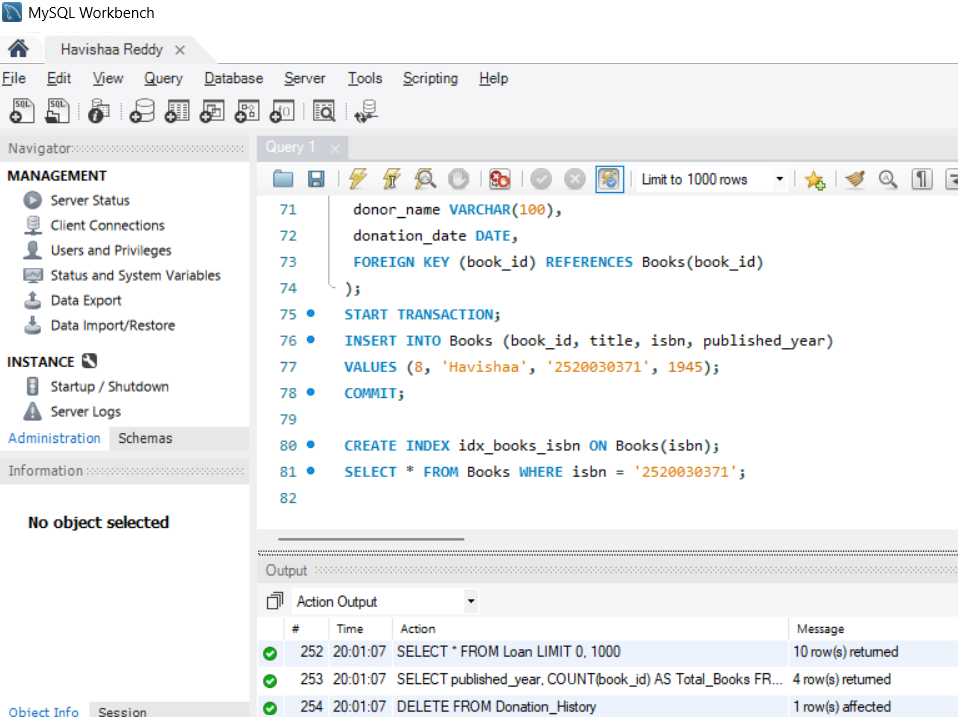 MySQL Workbench
Havishaa Reddy
File Edit View Query Database Server Tools Scripting Help
Navigator
Query 1
MANAGEMENT
Server Status
Client Connections
Users and Privileges
Status and System Variables
Data Export
Data Import/Restore
INSTANCE
Startup / Shutdown
Server Logs
Administration Schemas
Information
No object selected
Object Info Session
Limit to 1000 rows
71 donor_name VARCHAR(100),
72 donation_date DATE,
73 FOREIGN KEY (book_id) REFERENCES Books(book_id)
74 );
75 START TRANSACTION;
76 INSERT INTO Books (book_id, title, isbn, published_year)
77 VALUES (8, 'Havishaa', '2520030371', 1945);
78 COMMIT;
79
80 CREATE INDEX idx_books_isbn ON Books(isbn);
81 SELECT * FROM Books WHERE isbn = '2520030371';
82
Output
Action Output
# Time Action Message
252 20:01:07 SELECT * FROM Loan LIMIT 0, 1000 10 row(s) returned
253 20:01:07 SELECT published_year, COUNT(book_id) AS Total_Books FR... 4 row(s) returned
254 20:01:07 DELETE FROM Donation_History 1 row(s) affected